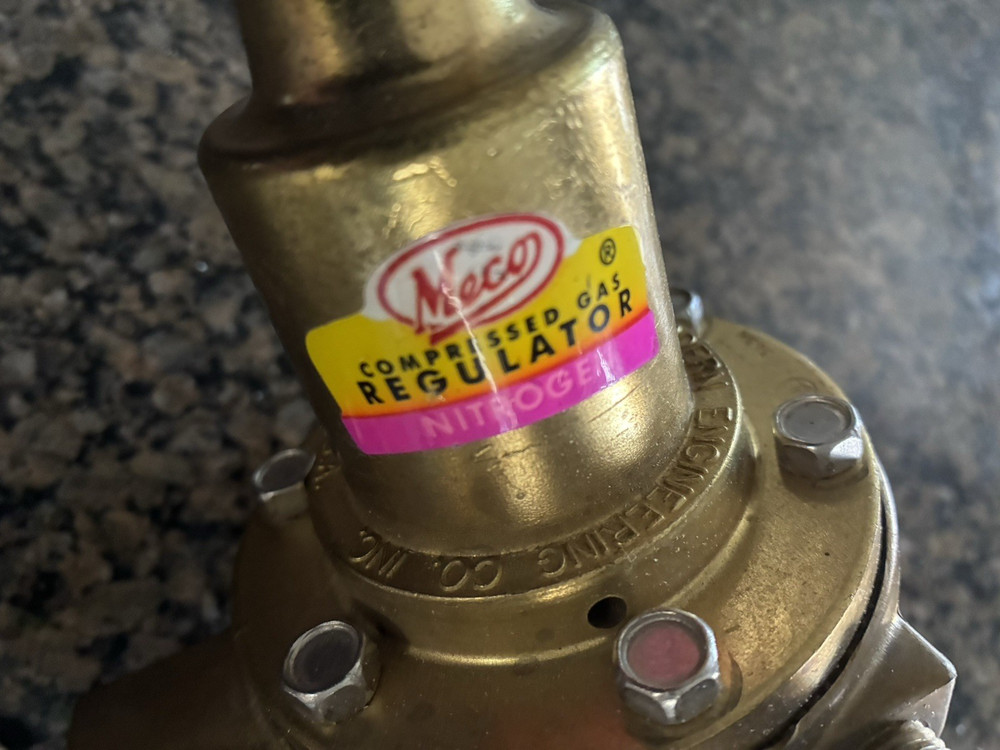 Meco
®
COMPRESSED GAS
REGULATOR
NITROGEN
ENGINEERING CO. INC.